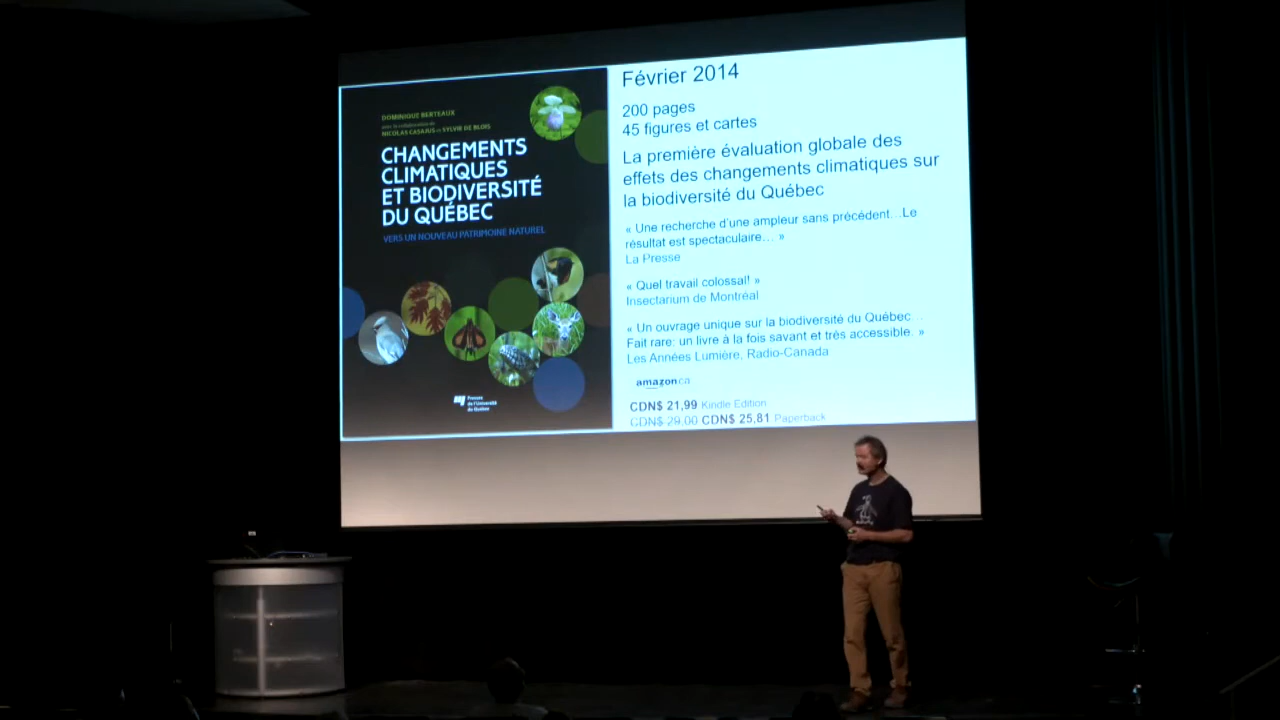 DOMINIQUE BERTEAUX
avec la collaboration de
NICOLAS CASAJUS et SYLVIE DE BLOIS
CHANGEMENTS
CLIMATIQUES
ET BIODIVERSITÉ
DU QUÉBEC
VERS UN NOUVEAU PATRIMOINE NATUREL
Presses
de l'Université
du Québec
Février 2014
200 pages
45 figures et cartes
La première évaluation globale des
effets des changements climatiques sur
la biodiversité du Québec
« Une recherche d'une ampleur sans précédent…Le
résultat est spectaculaire… »
La Presse
« Quel travail colossal! »
Insectarium de Montréal
« Un ouvrage unique sur la biodiversité du Québec…
Fait rare: un livre à la fois savant et très accessible. »
Les Années Lumière, Radio-Canada
amazon.ca
CDN$ 21,99 Kindle Edition
CDN$ 29.00 CDN$ 25,81 Paperback